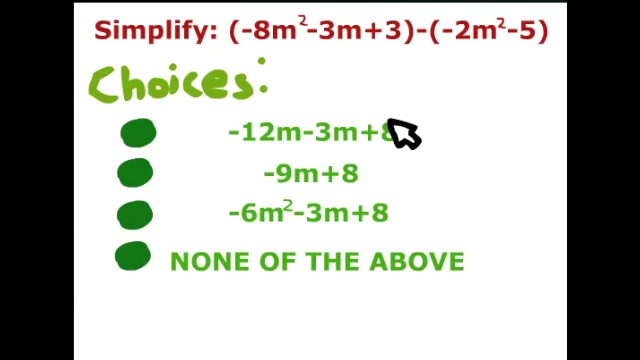 Simplify: (-8m²-3m+3)-(-2m²-5)
Choices:
-12m-3m+8
-9m+8
-6m²-3m+8
NONE OF THE ABOVE